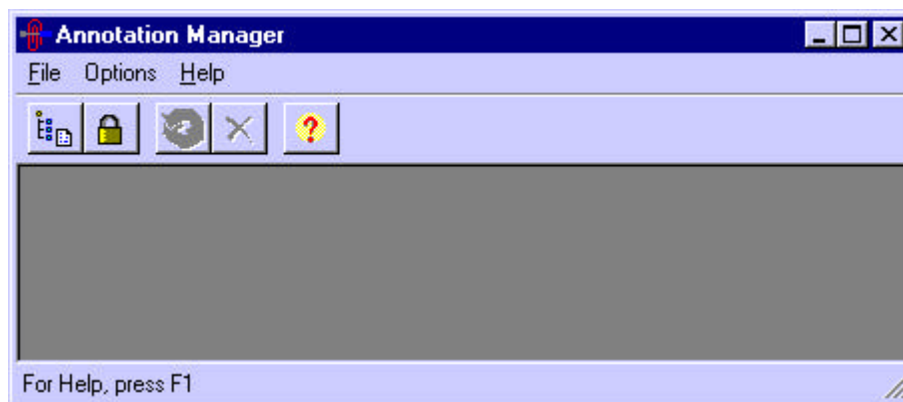 Annotation Manager
File Options Help
?
For Help, press F1